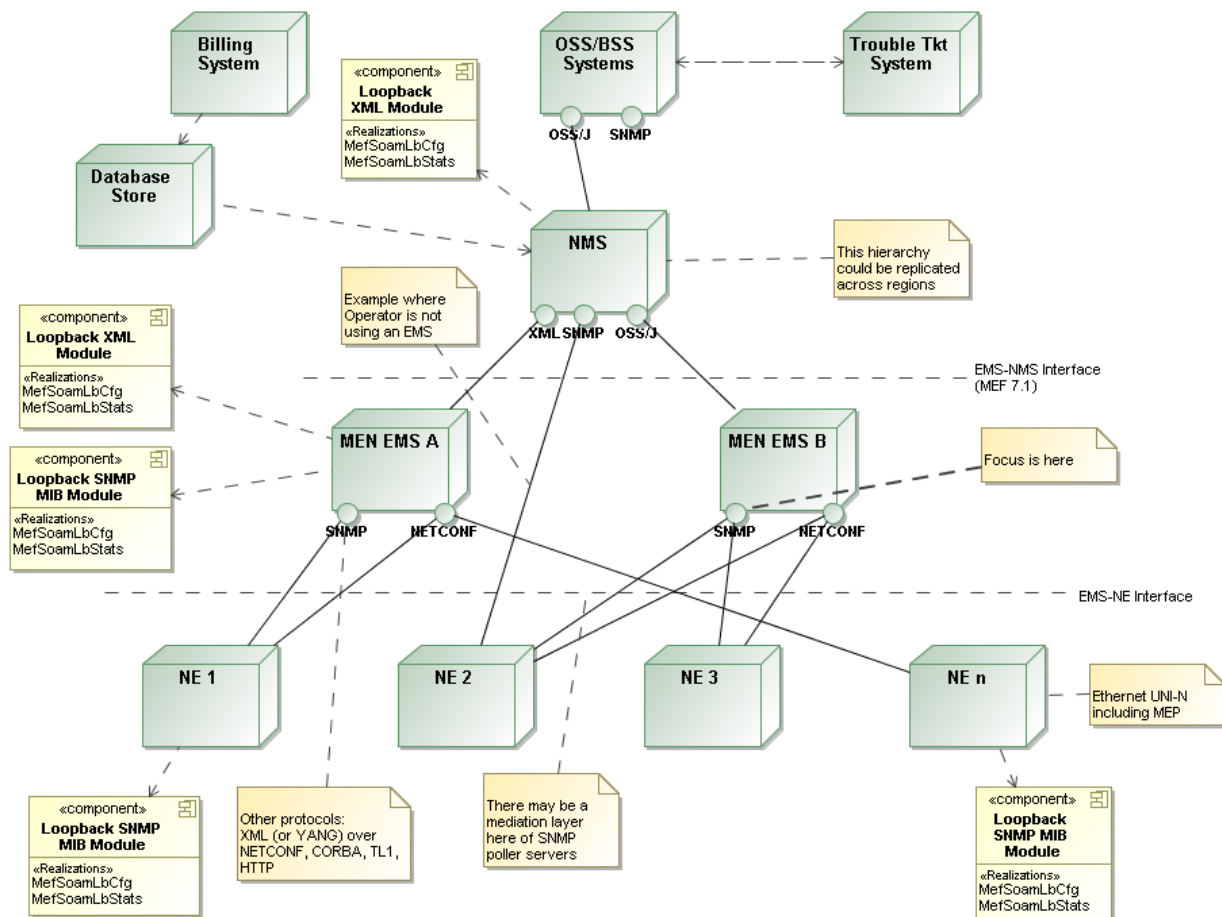 Billing
System
OSS/BSS
Systems
Trouble Tkt
System
«component»
Loopback
XML Module
«Realizations»
MefSoamLbCfg
MefSoamLbStats
OSS/J
SNMP
Database
Store
NMS
This hierarchy
could be replicated
across regions
Example where
Operator is not
using an EMS
XML
SNMP
OSS/J
«component»
Loopback XML
Module
«Realizations»
MefSoamLbCfg
MefSoamLbStats
EMS-NMS Interface
(MEF 7.1)
MEN EMS A
MEN EMS B
Focus is here
«component»
Loopback SNMP
MIB Module
«Realizations»
MefSoamLbCfg
MefSoamLbStats
SNMP
NETCONF
SNMP
NETCONF
EMS-NE Interface
NE 1
NE 2
NE 3
NE n
Ethernet UNI-N
including MEP
«component»
Loopback SNMP
MIB Module
«Realizations»
MefSoamLbCfg
MefSoamLbStats
Other protocols:
XML (or YANG) over
NETCONF, CORBA, TL1,
HTTP
There may be a
mediation layer
here of SNMP
poller servers
«component»
Loopback
SNMP MIB
Module
«Realizations»
MefSoamLbCfg
MefSoamLbStats